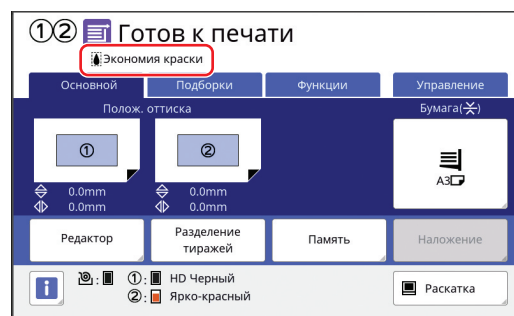 ①② Готов к печати
Экономия краски
Основной Подборки Функции Управление
Полож. оттиска Бумага( )
① ②
A3
0.0mm 0.0mm
0.0mm 0.0mm
Редактор Разделение тиражей Память Наложение
i ①: HD Черный
②: Ярко-красный
Раскатка